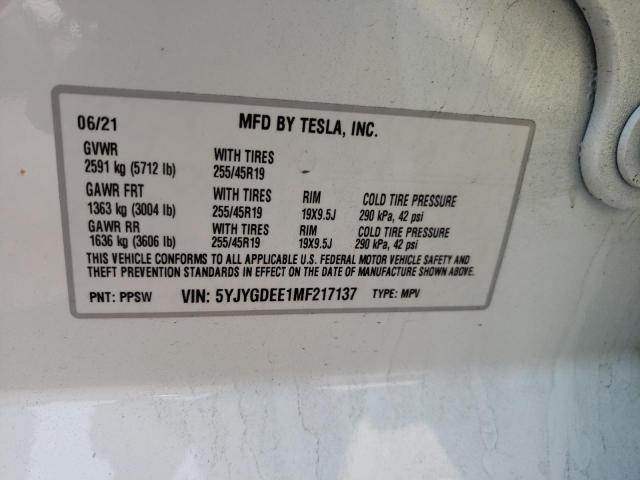 06/21 MFD BY TESLA, INC.
GVWR WITH TIRES
2591 kg (5712 lb) 255/45R19
GAWR FRT WITH TIRES RIM COLD TIRE PRESSURE
1363 kg (3004 lb) 255/45R19 19X9.5J 290 kPa, 42 psi
GAWR RR WITH TIRES RIM COLD TIRE PRESSURE
1636 kg (3606 lb) 255/45R19 19X9.5J 290 kPa, 42 psi
THIS VEHICLE CONFORMS TO ALL APPLICABLE U.S. FEDERAL MOTOR VEHICLE SAFETY AND
THEFT PREVENTION STANDARDS IN EFFECT ON THE DATE OF MANUFACTURE SHOWN ABOVE.
PNT: PPSW VIN: 5YJYGDEE1MF217137 TYPE: MPV